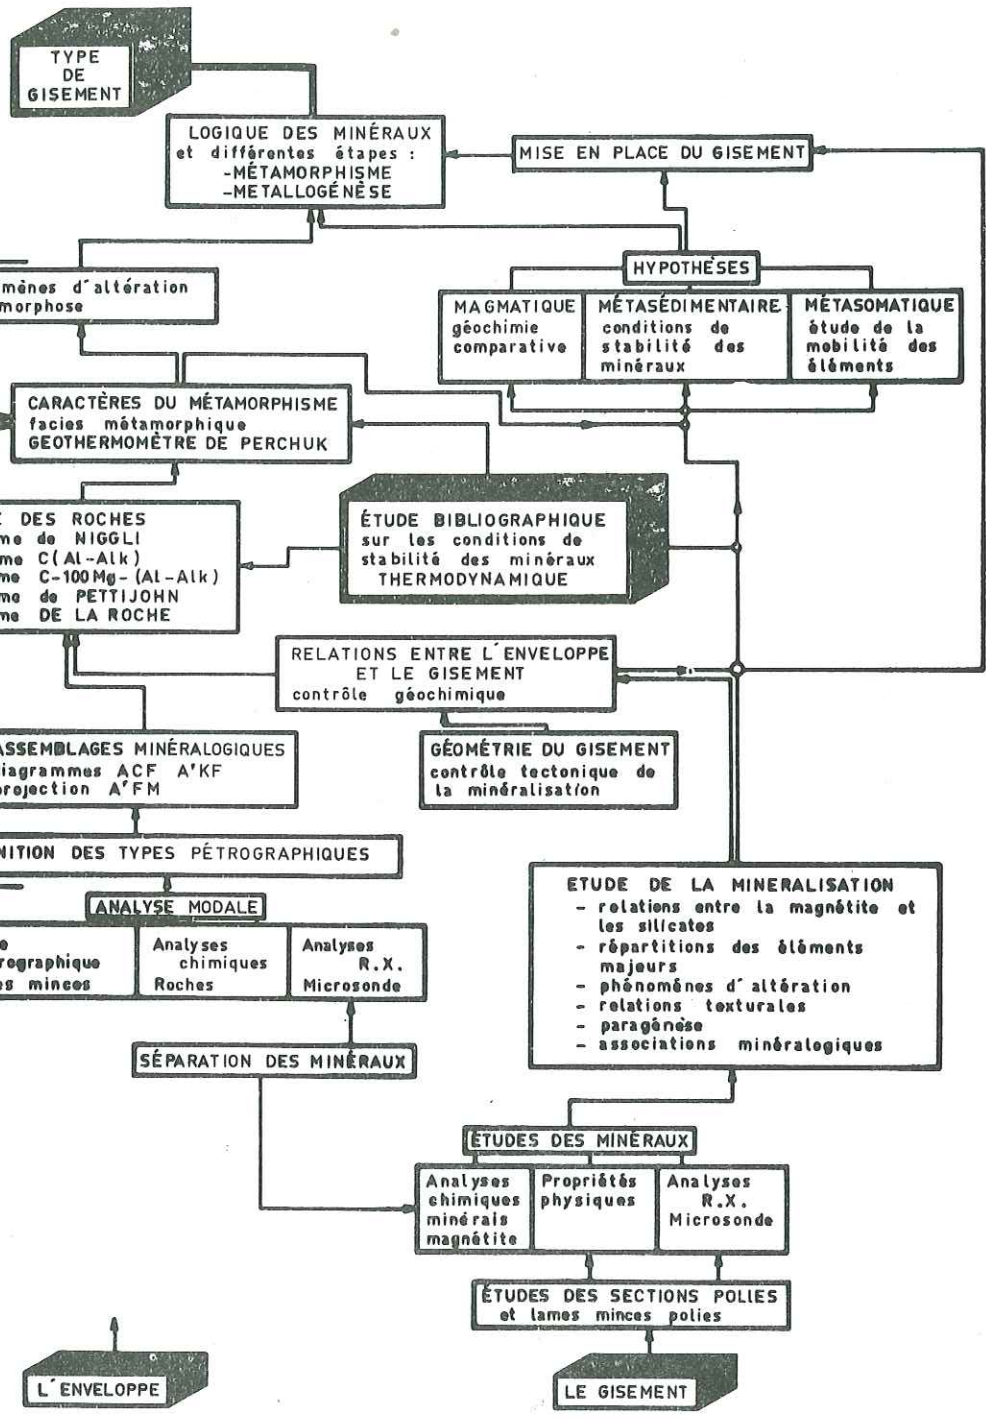 TYPE
DE
GISEMENT
LOGIQUE DES MINÉRAUX
et différentes étapes :
-MÉTAMORPHISME
-METALLOGÉNÈSE
MISE EN PLACE DU GISEMENT
HYPOTHÈSES
MAGMATIQUE
géochimie
comparative
MÉTASÉDIMENTAIRE
conditions de
stabilité des
minéraux
MÉTASOMATIQUE
étude de la
mobilité des
éléments
mènes d'altération
morphose
CARACTÈRES DU MÉTAMORPHISME
facies métamorphique
GEOTHERMOMÈTRE DE PERCHUK
ÉTUDE BIBLIOGRAPHIQUE
sur les conditions de
stabilité des minéraux
THERMODYNAMIQUE
DES ROCHES
me de NIGGLI
me C(Al-Alk)
me C-100Mg-(Al-Alk)
me de PETTIJOHN
me DE LA ROCHE
RELATIONS ENTRE L'ENVELOPPE
ET LE GISEMENT
contrôle géochimique
GÉOMÉTRIE DU GISEMENT
contrôle tectonique de
la minéralisation
ASSEMBLAGES MINÉRALOGIQUES
iagrammes ACF A'KF
rojection A'FM
NITION DES TYPES PÉTROGRAPHIQUES
ANALYSE MODALE
e
rographique
es minces
Analyses
chimiques
Roches
Analyses
R.X.
Microsonde
SÉPARATION DES MINÉRAUX
ETUDE DE LA MINERALISATION
- relations entre la magnétite et
les silicates
- répartitions des éléments
majeurs
- phénomènes d'altération
- relations texturales
- paragénèse
- associations minéralogiques
ÉTUDES DES MINÉRAUX
Analyses
chimiques
minérais
magnétite
Propriétés
physiques
Analyses
R.X.
Microsonde
ÉTUDES DES SECTIONS POLIES
et lames minces polies
L'ENVELOPPE
LE GISEMENT